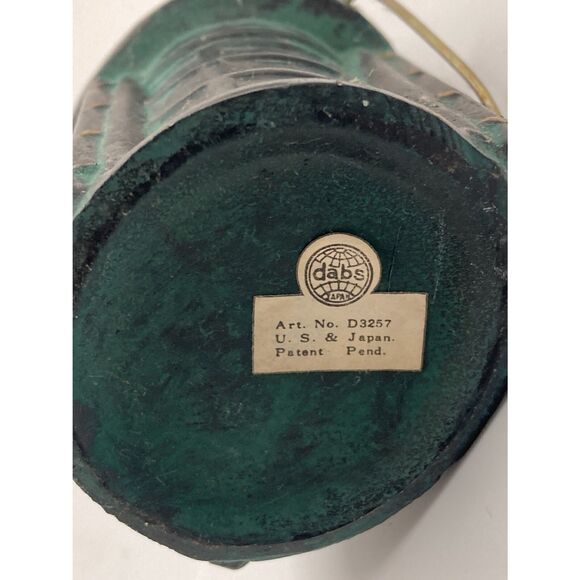 dabs
JAPAN
Art. No. D3257
U. S. & Japan.
Patent Pend.